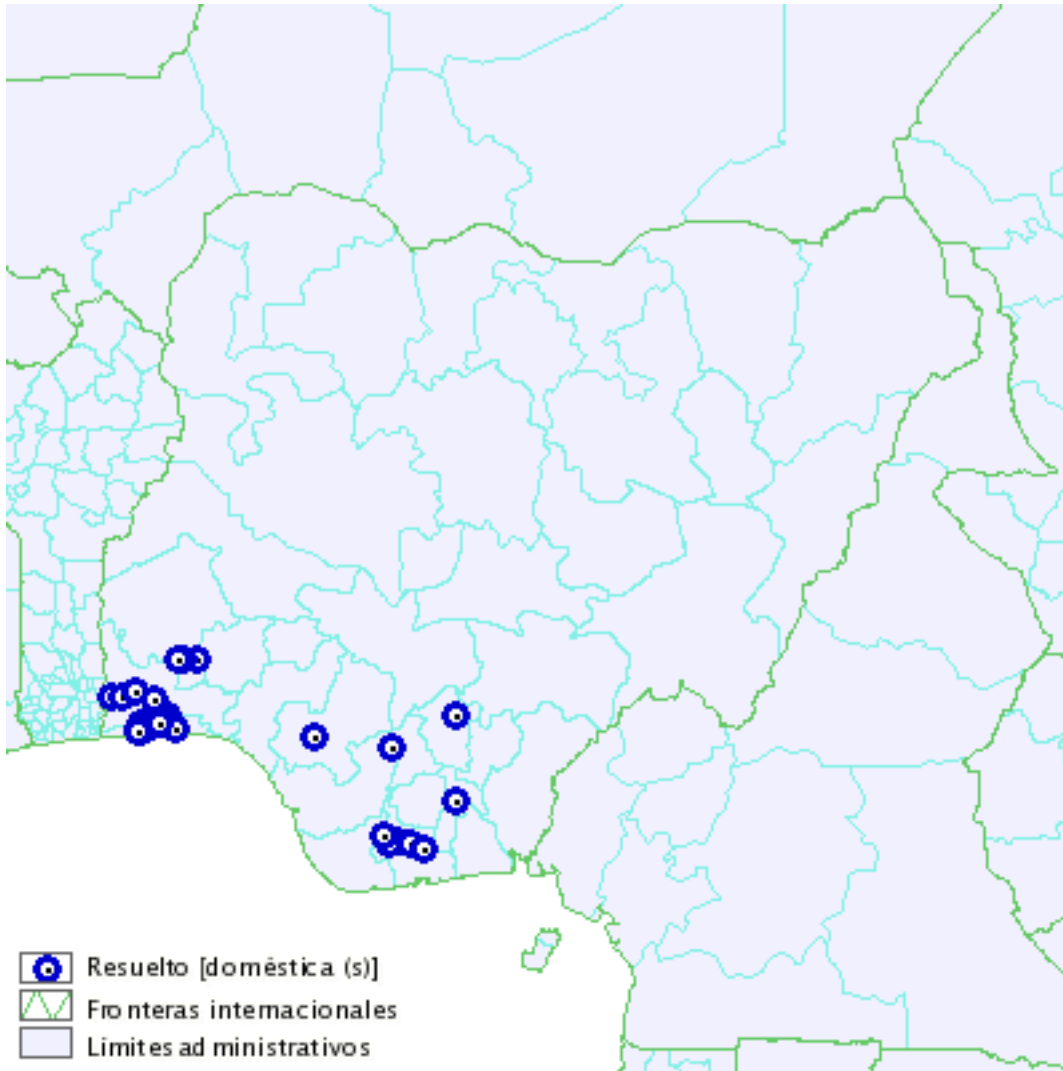 Resuelto [doméstica (s)]
Fronteras internacionales
Límites administrativos